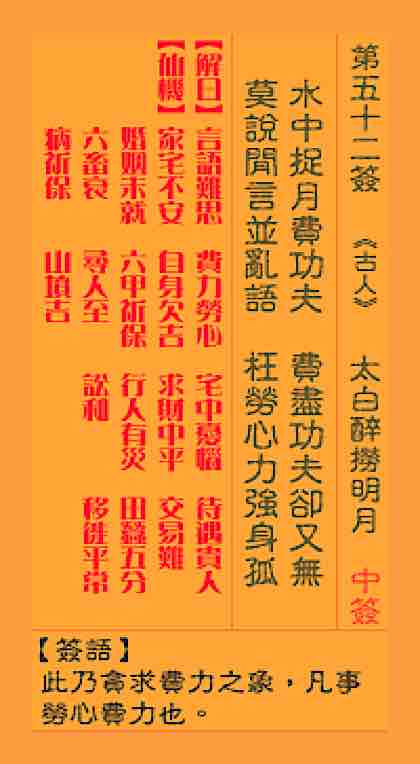 第五十二簽 《古人》 太白醉撈明月 中簽
水中捉月費功夫 費盡功夫卻又無
莫說聞言並亂語 枉勞心力強身孤
【解曰】 言語難思 費力勞心 宅中憂惱 待遇貴人
【仙機】 家宅不安 自身欠吉 求財中平 交易難
婚姻未就 六甲祈保 行人有災 田蠶五分
六畜衰 尋人至 訟和 移徙平常
病祈保 山墳吉
【簽語】
此乃貪求費力之象，凡事
勞心費力也。